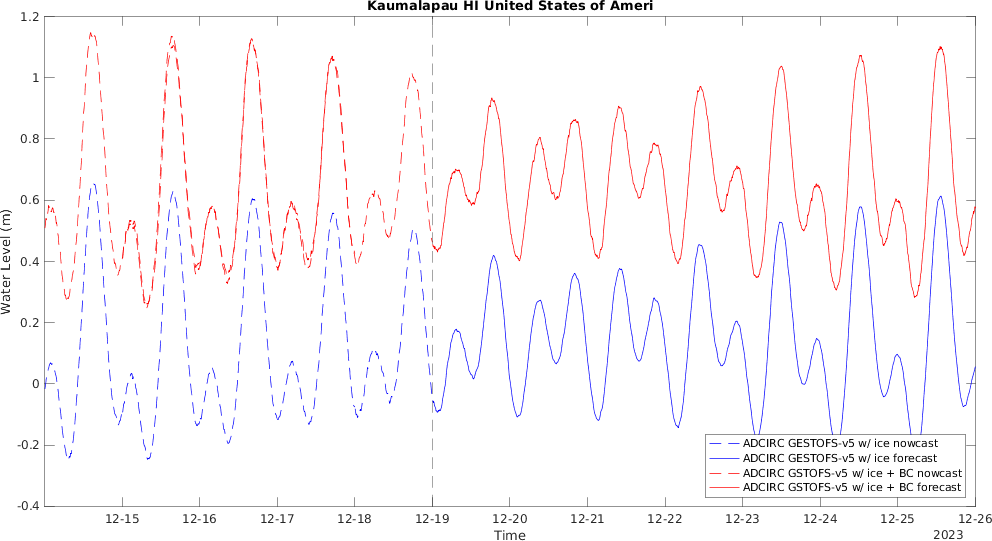 Kaumalapau HI United States of Ameri
1.2
1
0.8
0.6
0.4
0.2
0
-0.2
-0.4
Water Level (m)
ADCIRC GESTOFS-v5 w/ ice nowcast
ADCIRC GESTOFS-v5 w/ ice forecast
ADCIRC GSTOFS-v5 w/ ice + BC nowcast
ADCIRC GSTOFS-v5 w/ ice + BC forecast
12-15 12-16 12-17 12-18 12-19 12-20 12-21 12-22 12-23 12-24 12-25 12-26
Time
2023